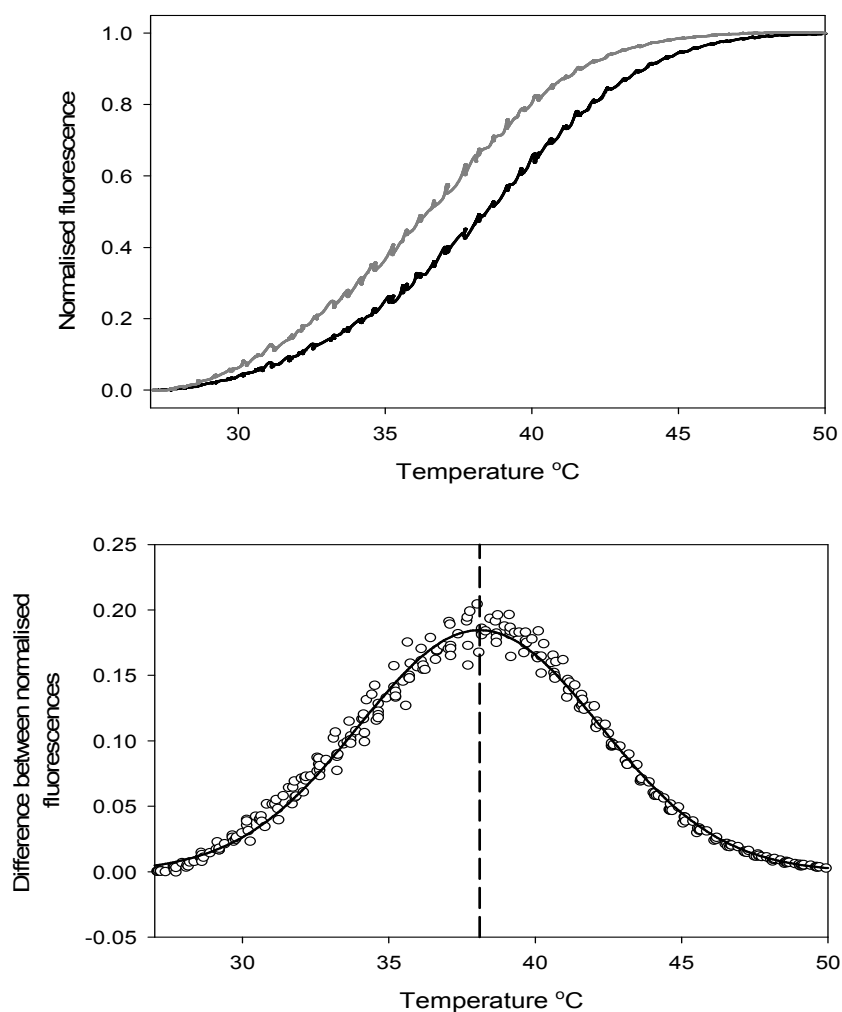 1.0
0.8
0.6
0.4
0.2
0.0
Normalised fluorescence
30 35 40 45 50
Temperature °C
0.25
0.20
0.15
0.10
0.05
0.00
-0.05
Difference between normalised
fluorescences
30 35 40 45 50
Temperature °C